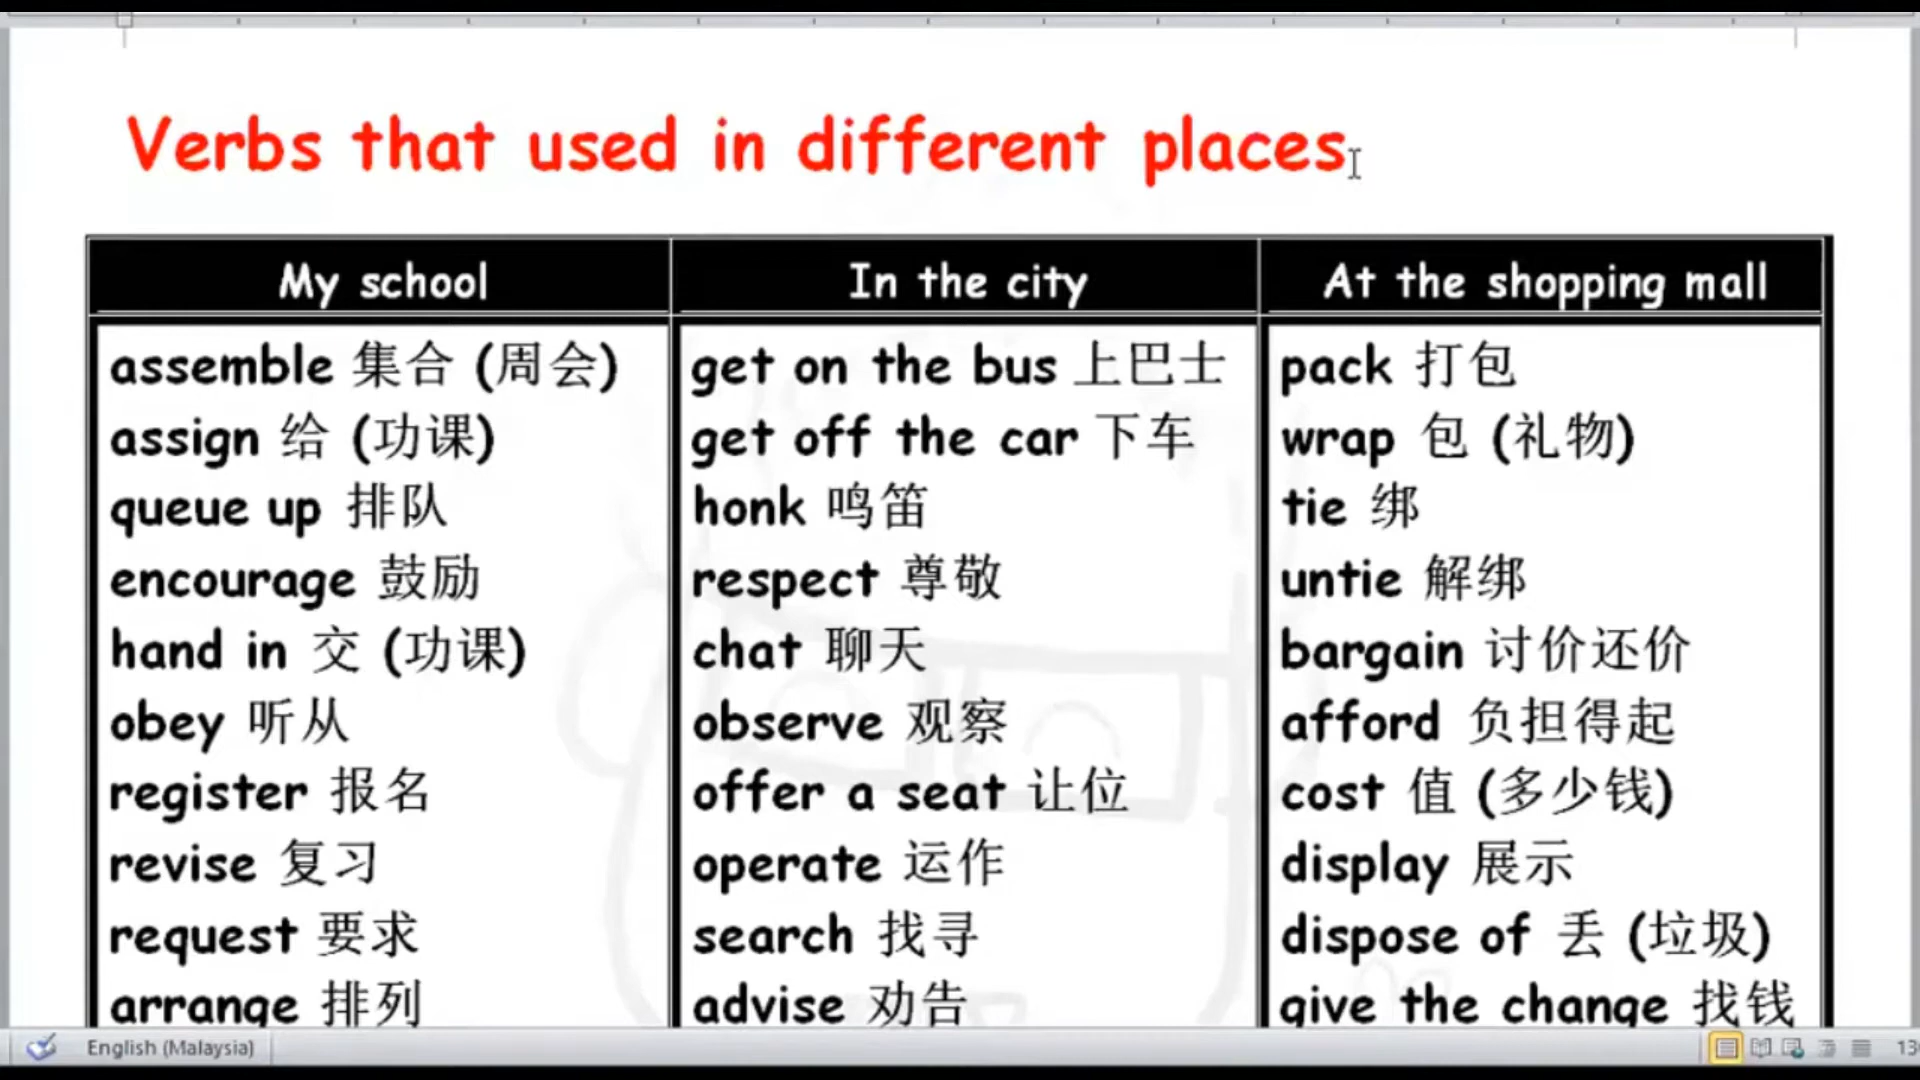 Verbs that used in different places
My school
In the city
At the shopping mall
assemble 集合 (周会)
assign 给 (功课)
queue up 排队
encourage 鼓励
hand in 交 (功课)
obey 听从
register 报名
revise 复习
request 要求
arrange 排列
get on the bus 上巴士
get off the car 下车
honk 鸣笛
respect 尊敬
chat 聊天
observe 观察
offer a seat 让位
operate 运作
search 找寻
advise 劝告
pack 打包
wrap 包 (礼物)
tie 绑
untie 解绑
bargain 讨价还价
afford 负担得起
cost 值 (多少钱)
display 展示
dispose of 丢 (垃圾)
give the change 找钱
English (Malaysia)